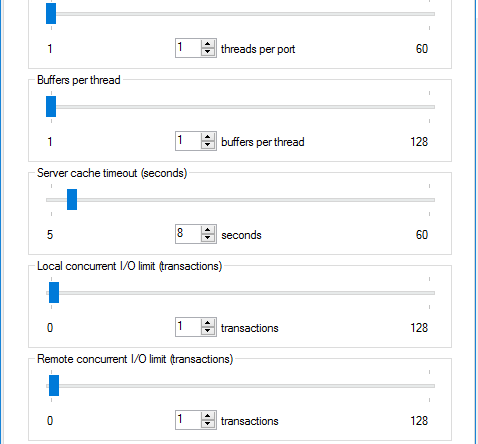 1 1 threads per port 60
Buffers per thread
1 1 buffers per thread 128
Server cache timeout (seconds)
5 8 seconds 60
Local concurrent I/O limit (transactions)
0 1 transactions 128
Remote concurrent I/O limit (transactions)
0 1 transactions 128